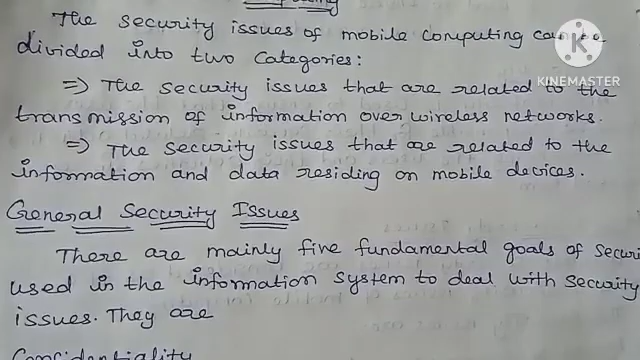 The security issues of mobile computing can be
divided into two categories:
⇒ The security issues that are related to the
transmission of information over wireless networks.
⇒ The security issues that are related to the
information and data residing on mobile devices.
General Security Issues
There are mainly five fundamental goals of securi
used in the information system to deal with security
issues. They are
Confidentiality
KINEMASTER